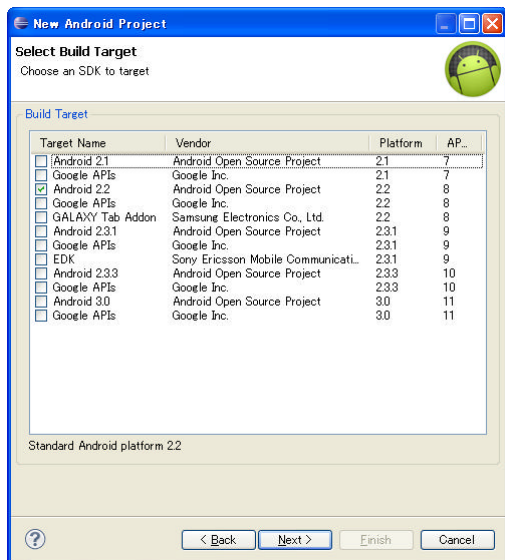 New Android Project
Select Build Target
Choose an SDK to target
Build Target
Target Name Vendor Platform AP...
Android 2.1 Android Open Source Project 2.1 7
Google APIs Google Inc. 2.1 7
Android 2.2 Android Open Source Project 2.2 8
Google APIs Google Inc. 2.2 8
GALAXY Tab Addon Samsung Electronics Co., Ltd. 2.2 8
Android 2.3.1 Android Open Source Project 2.3.1 9
Google APIs Google Inc. 2.3.1 9
EDK Sony Ericsson Mobile Communicati... 2.3.1 9
Android 2.3.3 Android Open Source Project 2.3.3 10
Google APIs Google Inc. 2.3.3 10
Android 3.0 Android Open Source Project 3.0 11
Google APIs Google Inc. 3.0 11
Standard Android platform 2.2
? < Back Next > Finish Cancel